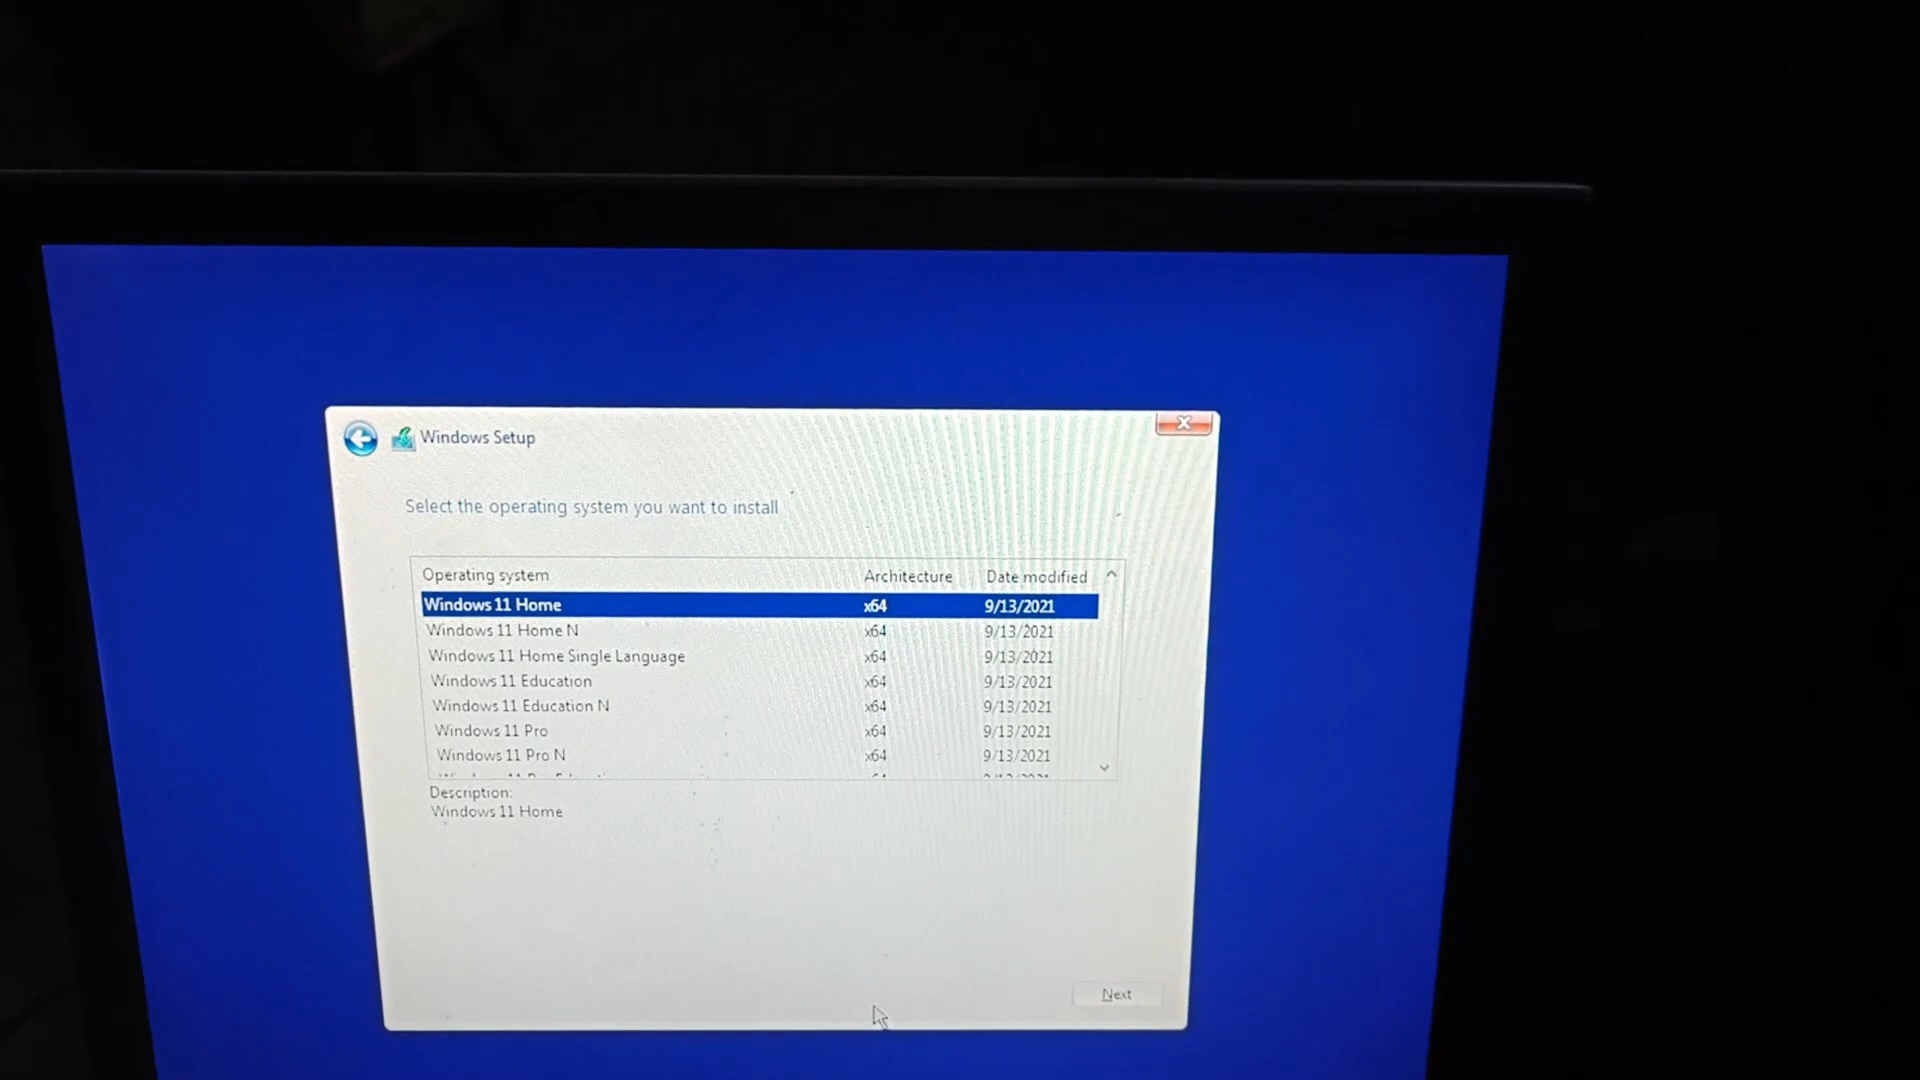 Windows Setup
Select the operating system you want to install
Operating system Architecture Date modified
Windows 11 Home x64 9/13/2021
Windows 11 Home N x64 9/13/2021
Windows 11 Home Single Language x64 9/13/2021
Windows 11 Education x64 9/13/2021
Windows 11 Education N x64 9/13/2021
Windows 11 Pro x64 9/13/2021
Windows 11 Pro N x64 9/13/2021
Description:
Windows 11 Home
Next